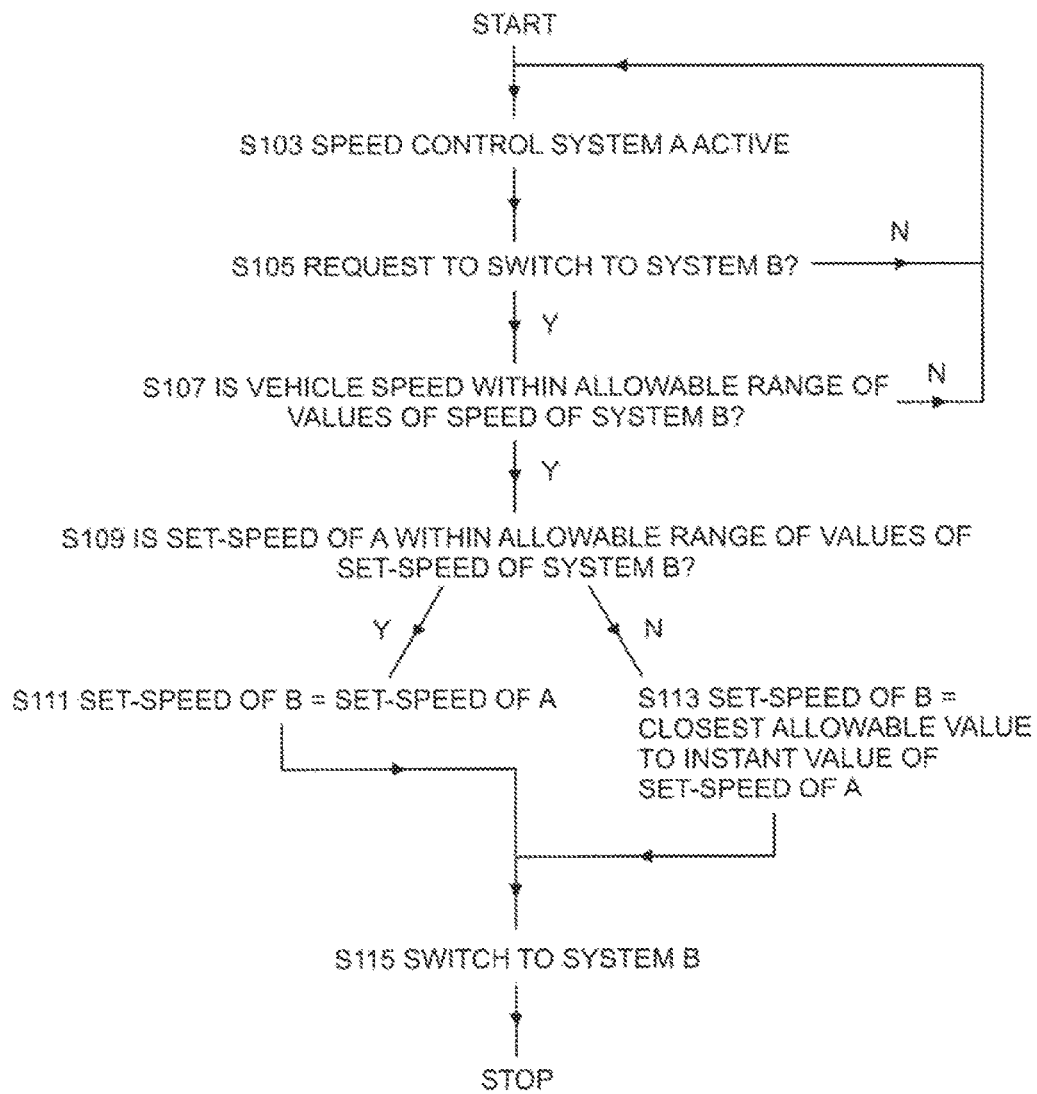 START
S103 SPEED CONTROL SYSTEM A ACTIVE
N
S105 REQUEST TO SWITCH TO SYSTEM B?
Y
S107 IS VEHICLE SPEED WITHIN ALLOWABLE RANGE OF
VALUES OF SPEED OF SYSTEM B?
N
Y
S109 IS SET-SPEED OF A WITHIN ALLOWABLE RANGE OF VALUES OF
SET-SPEED OF SYSTEM B?
Y
N
S111 SET-SPEED OF B = SET-SPEED OF A
S113 SET-SPEED OF B =
CLOSEST ALLOWABLE VALUE
TO INSTANT VALUE OF
SET-SPEED OF A
S115 SWITCH TO SYSTEM B
STOP